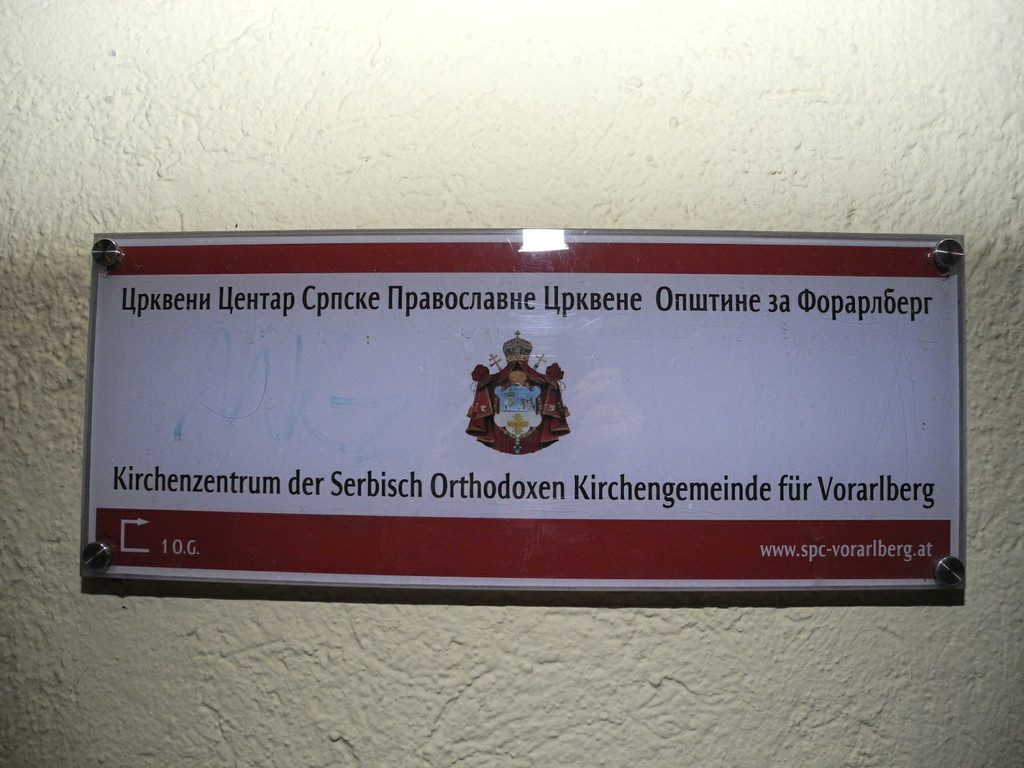 Црквени Центар Српске Православне Црквене Општине за Форарлберг
Kirchenzentrum der Serbisch Orthodoxen Kirchengemeinde für Vorarlberg
1 O.G.
www.spc-vorarlberg.at